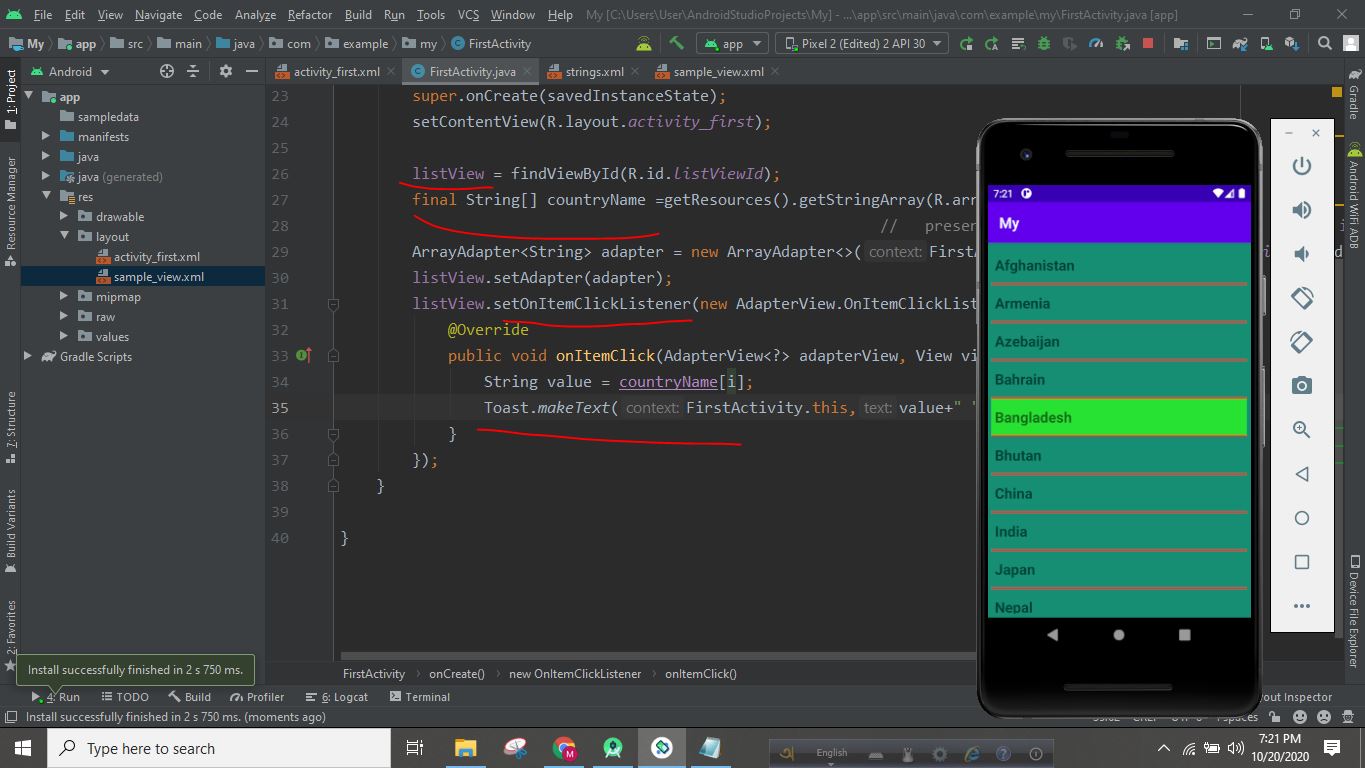 File Edit View Navigate Code Analyze Refactor Build Run Tools VCS Window Help My [C:\Users\User\AndroidStudioProjects\My] - ...\app\src\main\java\com\example\my\FirstActivity.java [app]
My app src main java com example my FirstActivity
app Pixel 2 (Edited) 2 API 30
Android
activity_first.xml FirstActivity.java strings.xml sample_view.xml
1: Project
Resource Manager
7: Structure
Build Variants
2: Favorites
app
sampledata
manifests
java
java (generated)
res
drawable
layout
activity_first.xml
sample_view.xml
mipmap
raw
values
Gradle Scripts
23 super.onCreate(savedInstanceState);
24 setContentView(R.layout.activity_first);
25
26 listView = findViewById(R.id.listViewId);
27 final String[] countryName =getResources().getStringArray(R.arr
28 // presen
29 ArrayAdapter<String> adapter = new ArrayAdapter<>( context: FirstA
30 listView.setAdapter(adapter);
31 listView.setOnItemClickListener(new AdapterView.OnItemClickList
32 @Override
33 public void onItemClick(AdapterView<?> adapterView, View vi
34 String value = countryName[i];
35 Toast.makeText( context: FirstActivity.this, text: value+" "
36 }
37 });
38 }
39
40 }
7:21
My
Afghanistan
Armenia
Azebaijan
Bahrain
Bangladesh
Bhutan
China
India
Japan
Nepal
Gradle
Android WiFi ADB
Device File Explorer
FirstActivity onCreate() new OnItemClickListener onItemClick()
Install successfully finished in 2 s 750 ms.
4: Run TODO Build Profiler 6: Logcat Terminal
Install successfully finished in 2 s 750 ms. (moments ago)
Type here to search
M
English
7:21 PM
10/20/2020